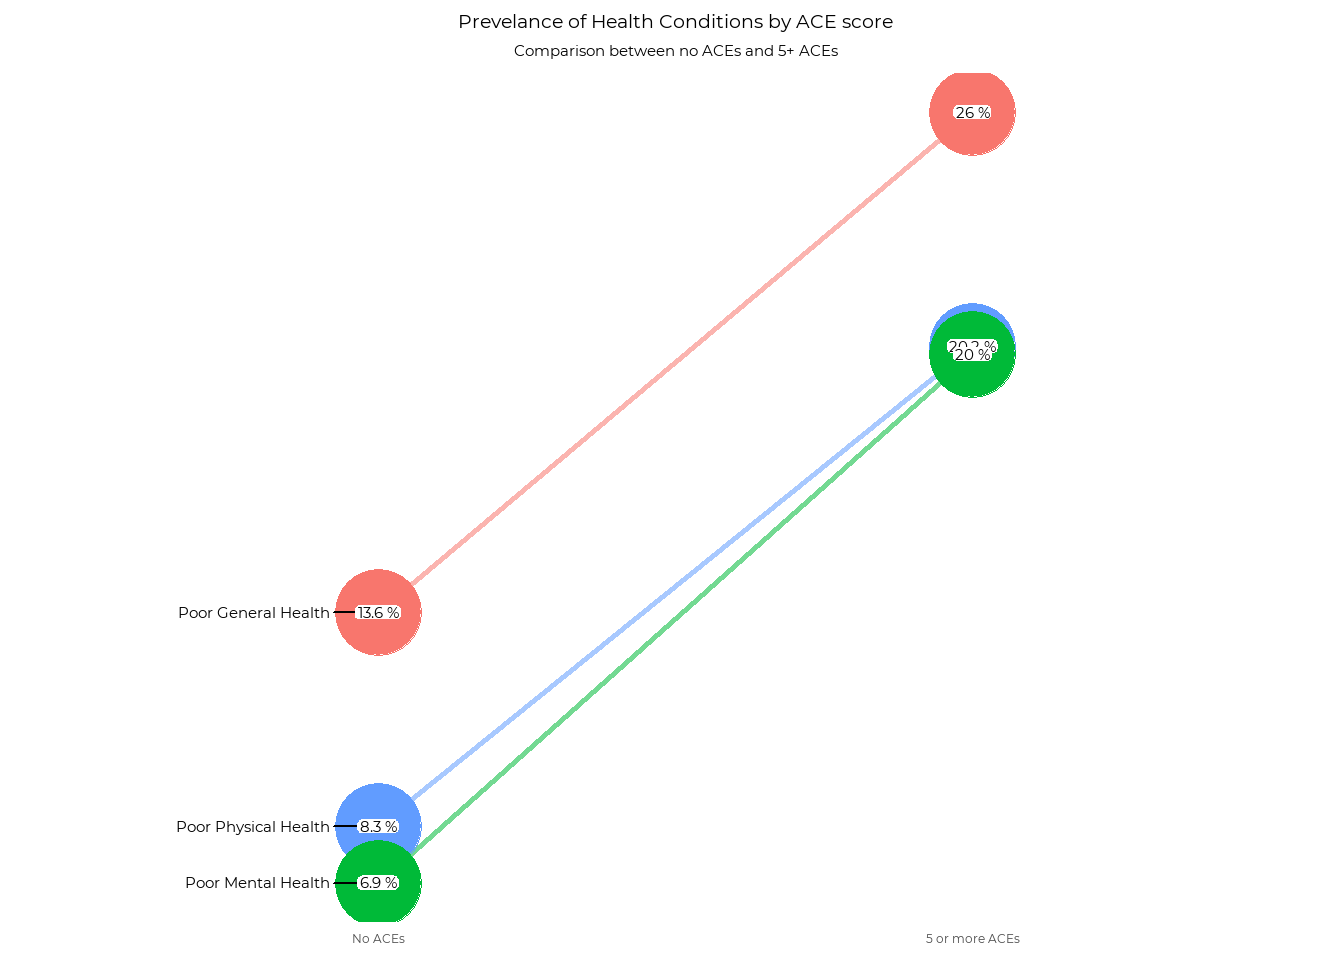 Prevelance of Health Conditions by ACE score
Comparison between no ACEs and 5+ ACEs
26 %
20.2 %
20 %
Poor General Health
13.6 %
Poor Physical Health
8.3 %
Poor Mental Health
6.9 %
No ACEs
5 or more ACEs